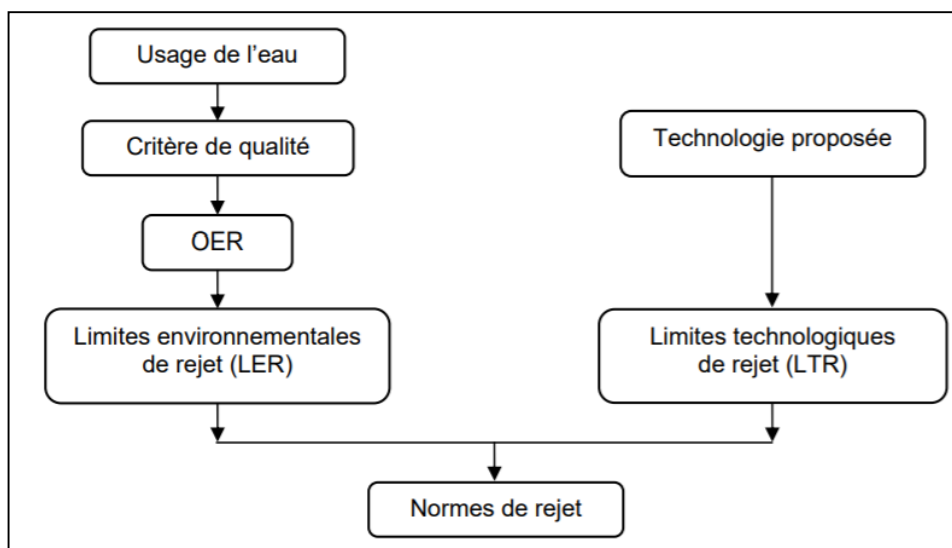 Usage de l’eau
Critère de qualité
Technologie proposée
OER
Limites environnementales
de rejet (LER)
Limites technologiques
de rejet (LTR)
Normes de rejet